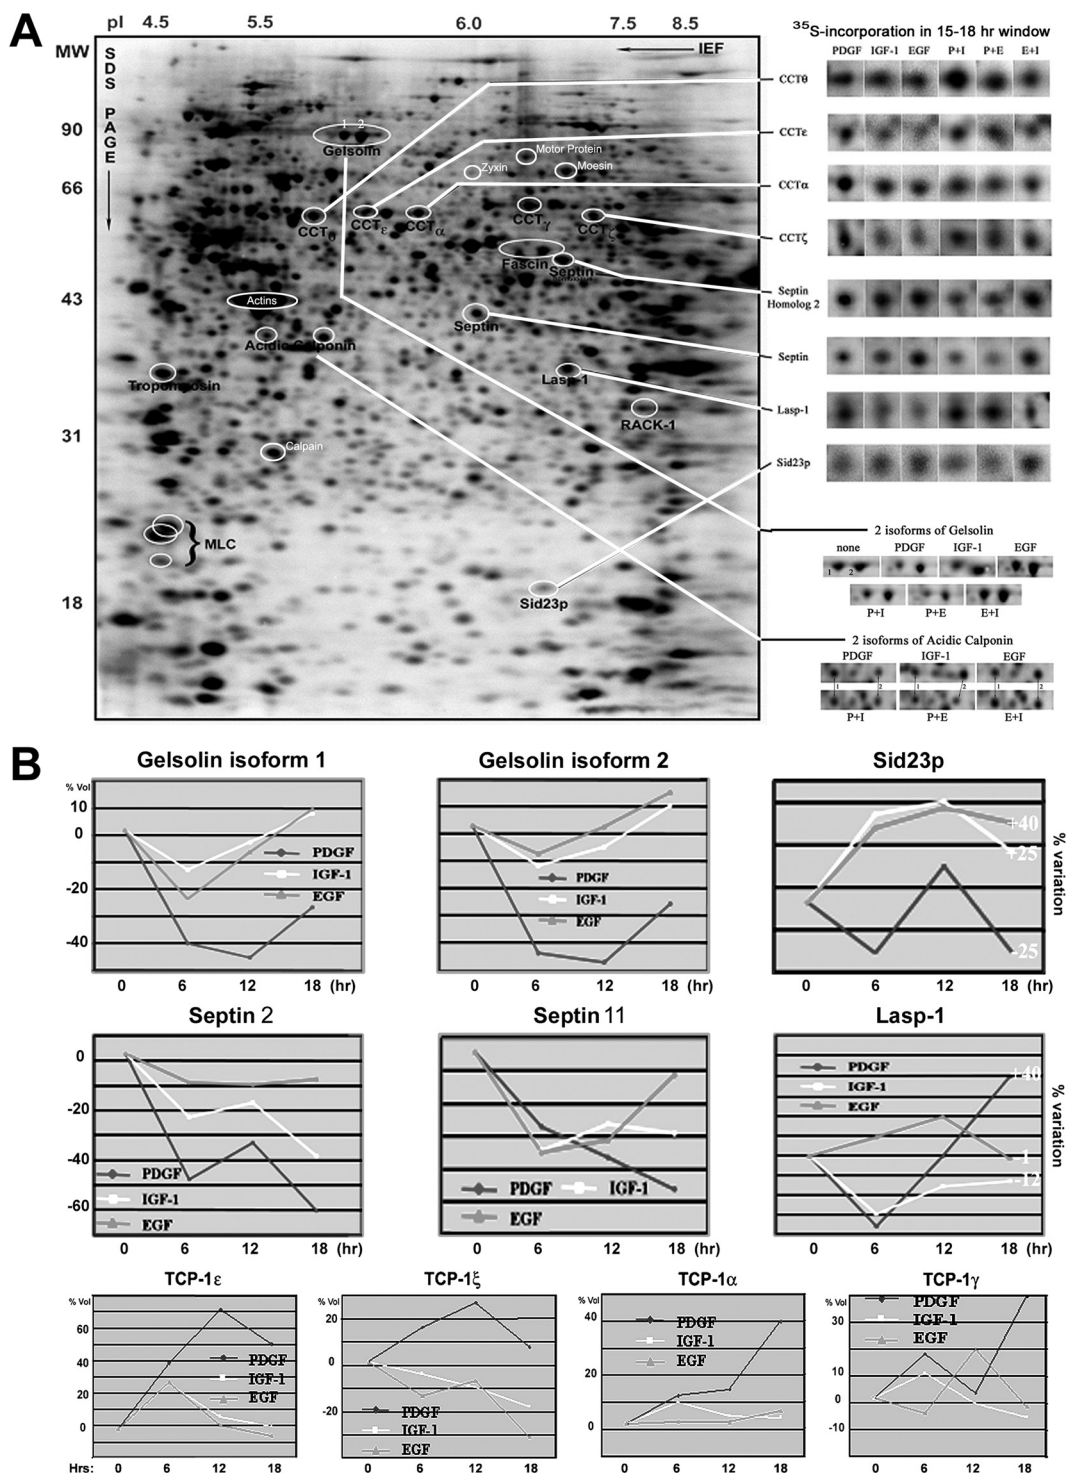 A
pI 4.5 5.5 6.0 7.5 8.5
MW
SDS PAGE
IEF
90
66
43
31
18
1 2
Gelsolin
Motor Protein
Zyxin
Moesin
CCTθ
CCTε
CCTα
CCTγ
CCTζ
Fascin
Septin
Actins
Septin
Acidic Calponin
Tropomyosin
Lasp-1
RACK-1
Calpain
MLC
Sid23p
35S-incorporation in 15-18 hr window
PDGF IGF-1 EGF P+I P+E E+I
CCTθ
CCTε
CCTα
CCTζ
Septin
Homolog 2
Septin
Lasp-1
Sid23p
2 isoforms of Gelsolin
none PDGF IGF-1 EGF
1 2
P+I P+E E+I
2 isoforms of Acidic Calponin
PDGF IGF-1 EGF
1 2 1 2 1 2
P+I P+E E+I
B
Gelsolin isoform 1
% Vol
10
0
-20
-40
PDGF
IGF-1
EGF
0 6 12 18 (hr)
Gelsolin isoform 2
PDGF
IGF-1
EGF
0 6 12 18 (hr)
Sid23p
+40
+25
-25
% variation
0 6 12 18 (hr)
Septin 2
0
-20
-40
-60
PDGF
IGF-1
EGF
0 6 12 18 (hr)
Septin 11
PDGF IGF-1
EGF
0 6 12 18 (hr)
Lasp-1
PDGF
IGF-1
EGF
+40
-1
-12
% variation
0 6 12 18 (hr)
TCP-1ε
% Vol
60
40
20
0
PDGF
IGF-1
EGF
Hrs: 0 6 12 18
TCP-1ξ
% Vol
20
0
-20
PDGF
IGF-1
EGF
0 6 12 18
TCP-1α
% Vol
40
20
0
PDGF
IGF-1
EGF
0 6 12 18
TCP-1γ
% Vol
30
10
-10
PDGF
IGF-1
EGF
0 6 12 18